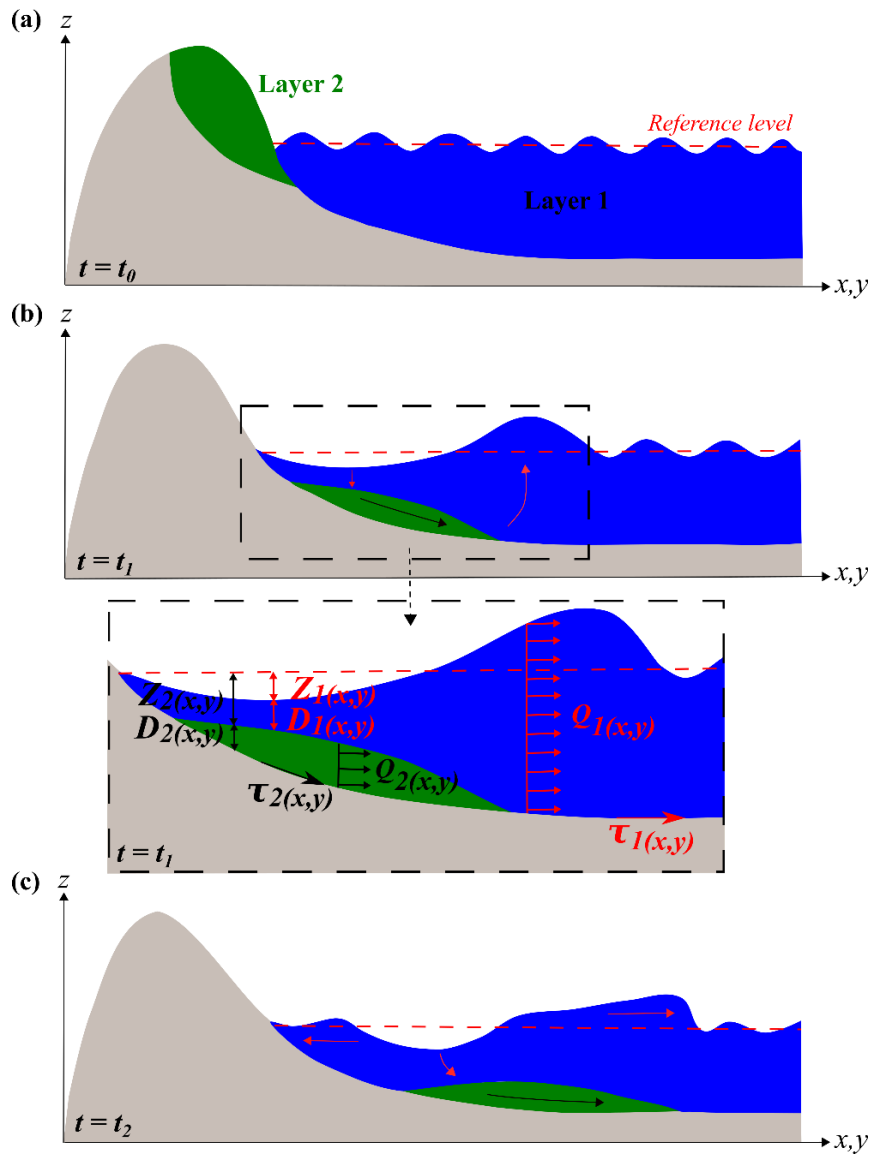 (a)
z
Layer 2
Reference level
Layer 1
t = t0
x,y
(b)
z
t = t1
x,y
Z2(x,y)
Z1(x,y)
D2(x,y)
D1(x,y)
Q1(x,y)
Q2(x,y)
τ2(x,y)
τ1(x,y)
t = t1
(c)
z
t = t2
x,y